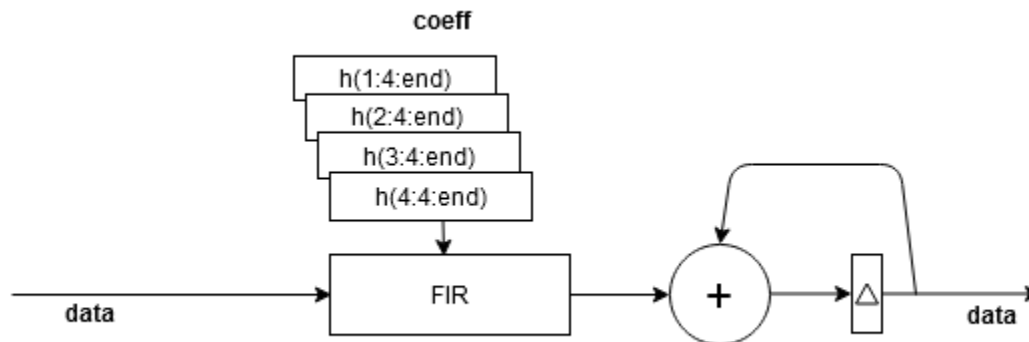 coeff
h(1:4:end)
h(2:4:end)
h(3:4:end)
h(4:4:end)
data
FIR
+
△
data